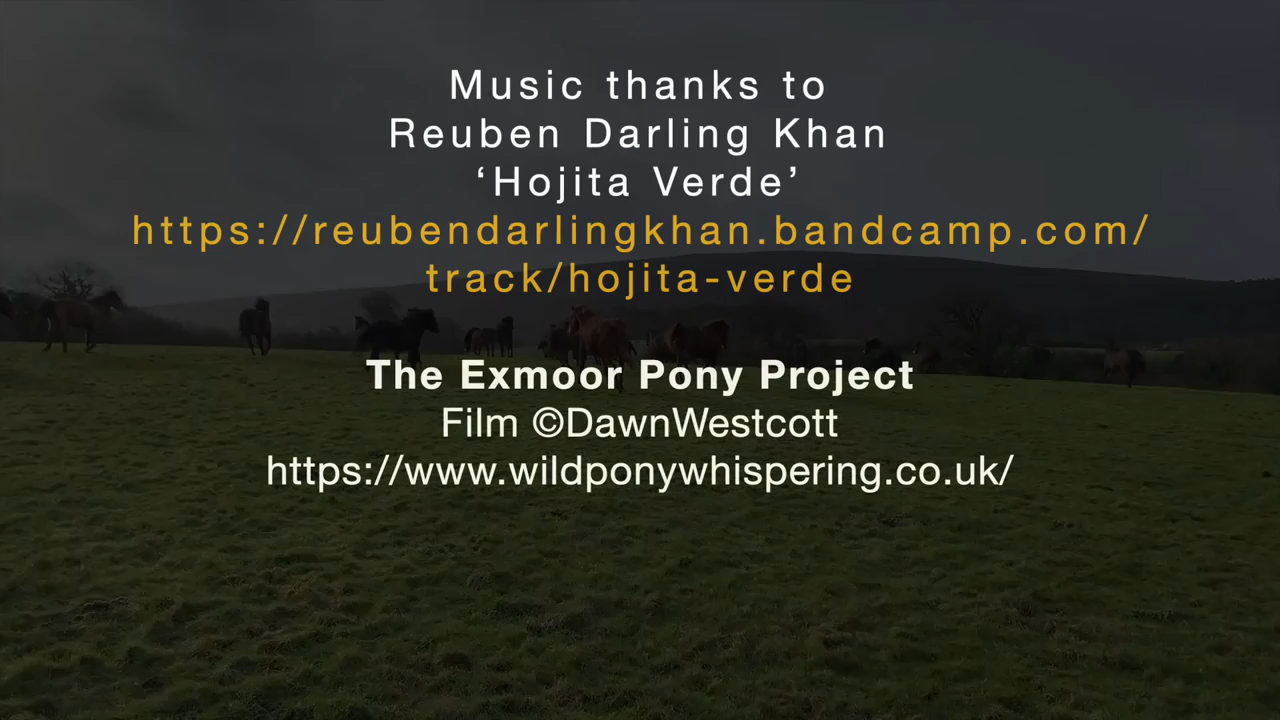 Music thanks to
Reuben Darling Khan
‘Hojita Verde’
https://reubendarlingkhan.bandcamp.com/
track/hojita-verde
The Exmoor Pony Project
Film ©DawnWestcott
https://www.wildponywhispering.co.uk/